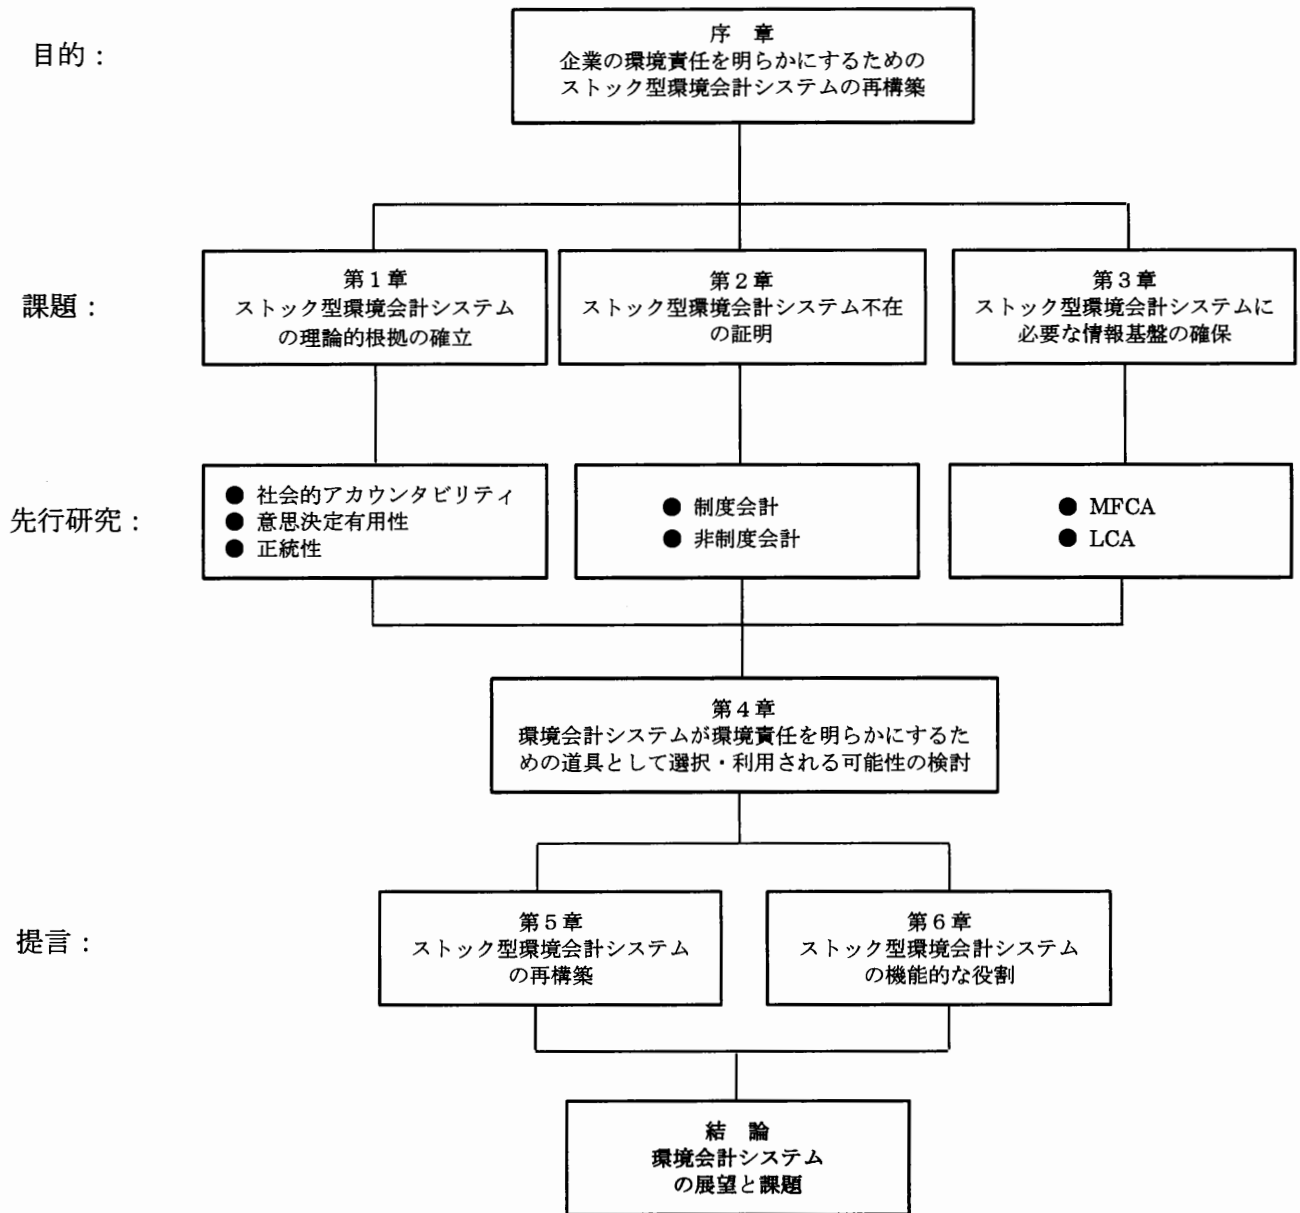 目的：
序　章
企業の環境責任を明らかにするための
ストック型環境会計システムの再構築
課題：
第１章
ストック型環境会計システム
の理論的根拠の確立
第２章
ストック型環境会計システム不在
の証明
第３章
ストック型環境会計システムに
必要な情報基盤の確保
先行研究：
● 社会的アカウンタビリティ
● 意思決定有用性
● 正統性
● 制度会計
● 非制度会計
● MFCA
● LCA
第４章
環境会計システムが環境責任を明らかにするた
めの道具として選択・利用される可能性の検討
提言：
第５章
ストック型環境会計システム
の再構築
第６章
ストック型環境会計システム
の機能的な役割
結　論
環境会計システム
の展望と課題